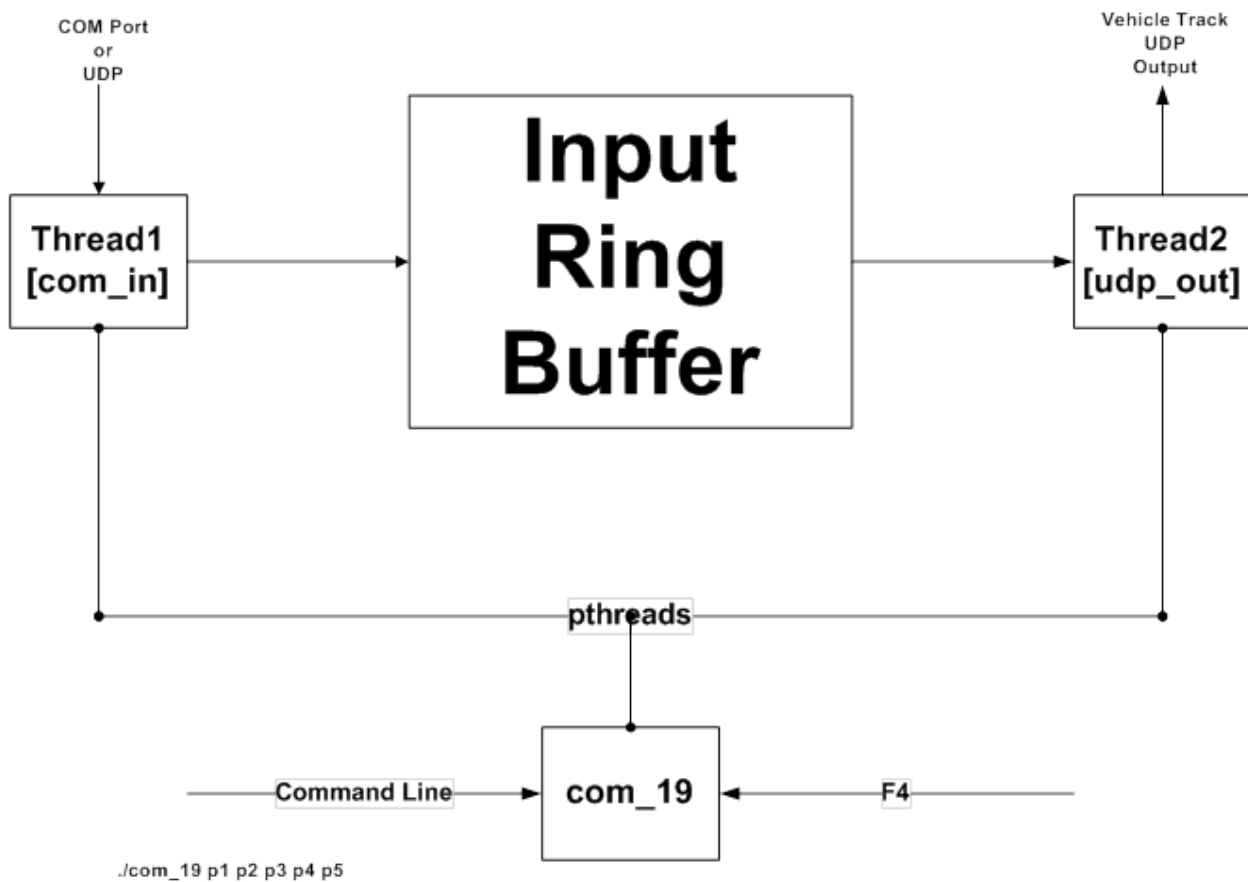 COM Port
or
UDP
Vehicle Track
UDP
Output
Input
Ring
Buffer
Thread1
[com_in]
Thread2
[udp_out]
pthreads
Command Line
com_19
F4
./com_19 p1 p2 p3 p4 p5